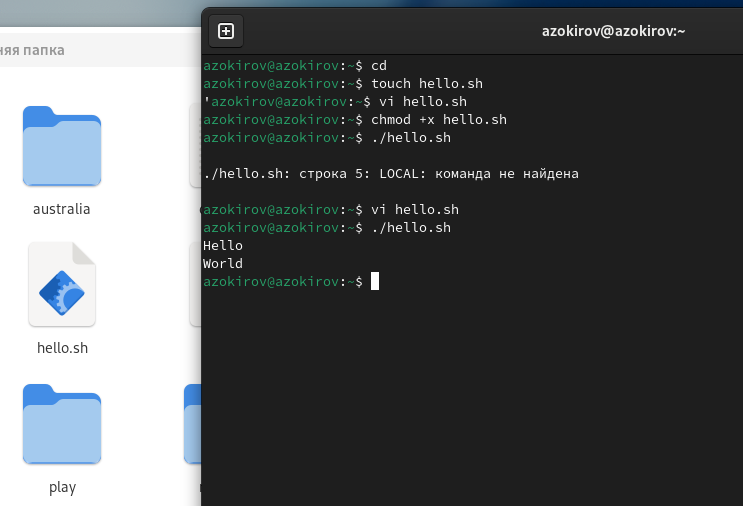 няя папка
australia
hello.sh
play
azokirov@azokirov:~
azokirov@azokirov:~$ cd
azokirov@azokirov:~$ touch hello.sh
'azokirov@azokirov:~$ vi hello.sh
azokirov@azokirov:~$ chmod +x hello.sh
azokirov@azokirov:~$ ./hello.sh
./hello.sh: строка 5: LOCAL: команда не найдена
azokirov@azokirov:~$ vi hello.sh
azokirov@azokirov:~$ ./hello.sh
Hello
World
azokirov@azokirov:~$